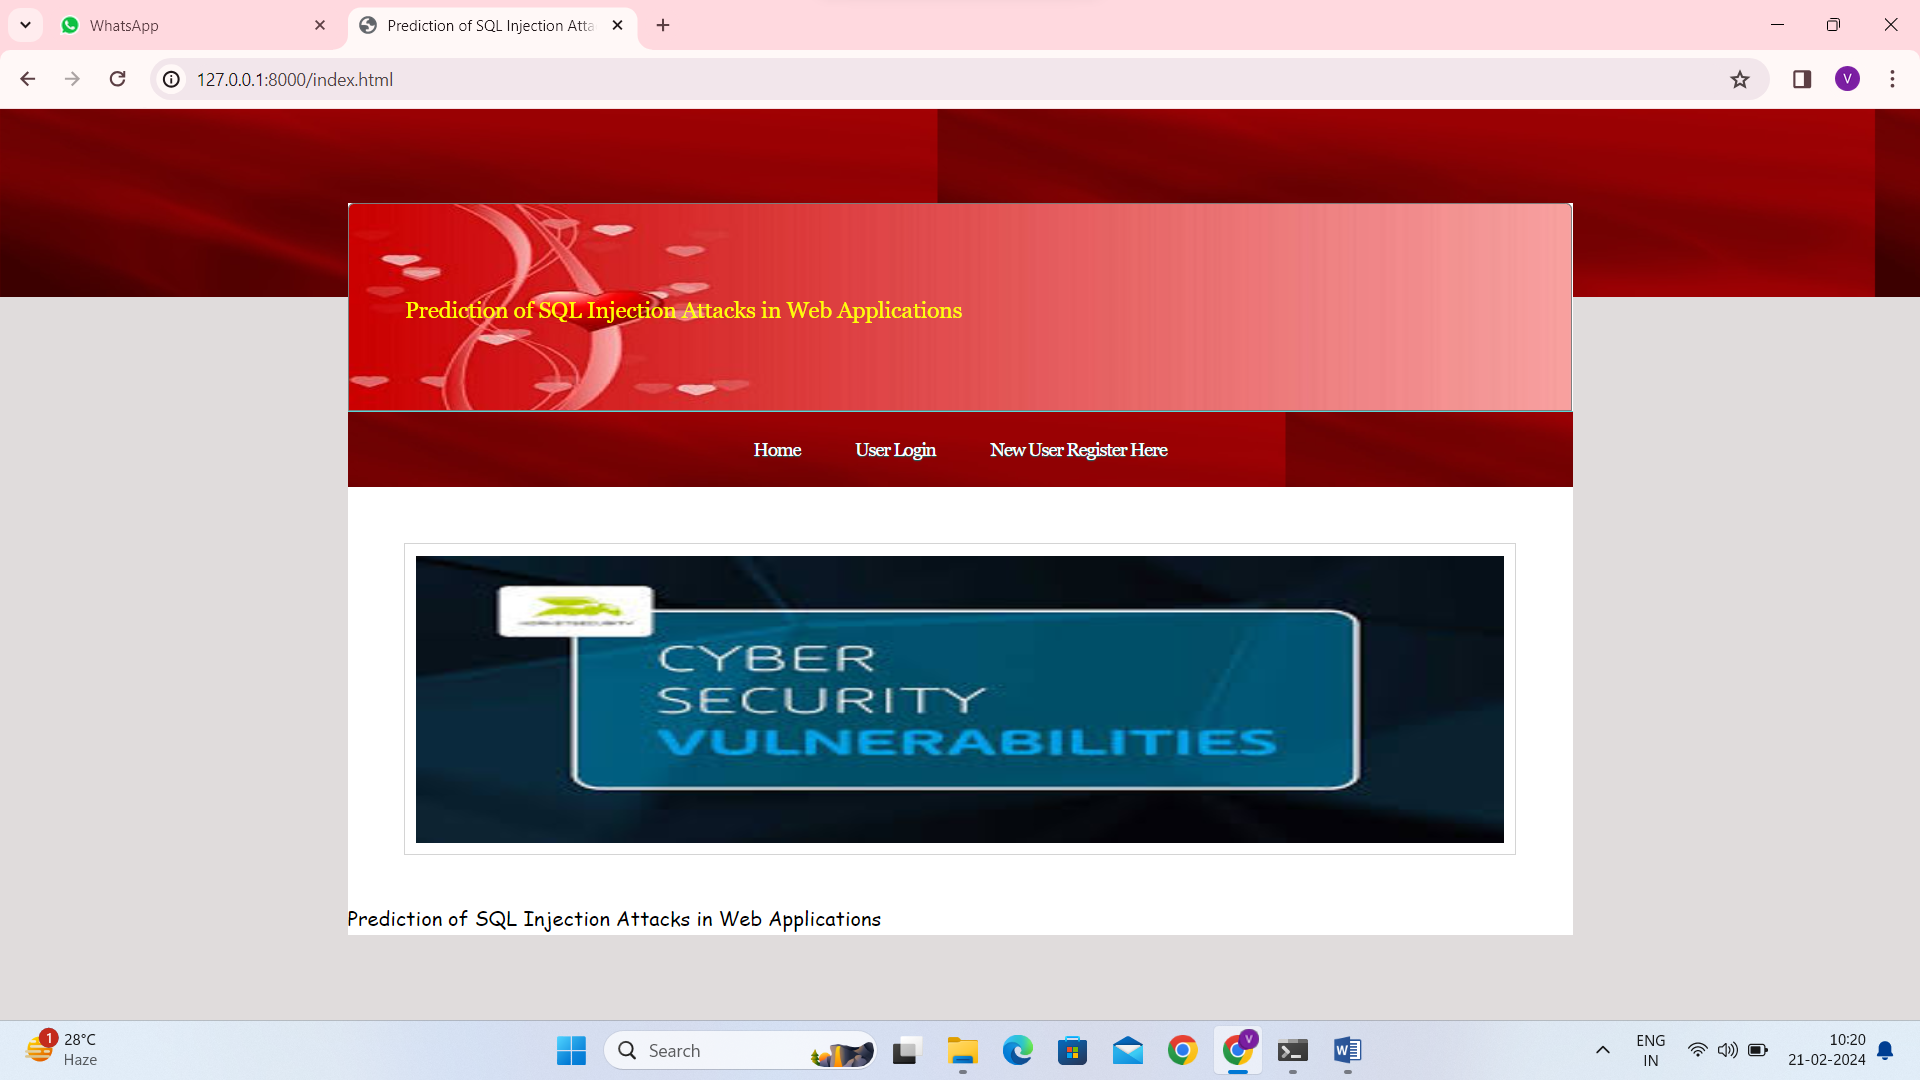 WhatsApp
Prediction of SQL Injection Atta
127.0.0.1:8000/index.html
V
Prediction of SQL Injection Attacks in Web Applications
Home User Login New User Register Here
CYBER
SECURITY
VULNERABILITIES
Prediction of SQL Injection Attacks in Web Applications
1
28°C
Haze
Search
V
ENG
IN
10:20
21-02-2024